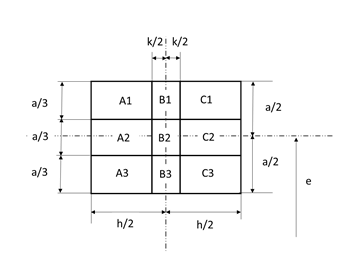 k/2 k/2
a/3 A1 B1 C1 a/2
a/3 A2 B2 C2
a/3 A3 B3 C3 a/2
e
h/2 h/2